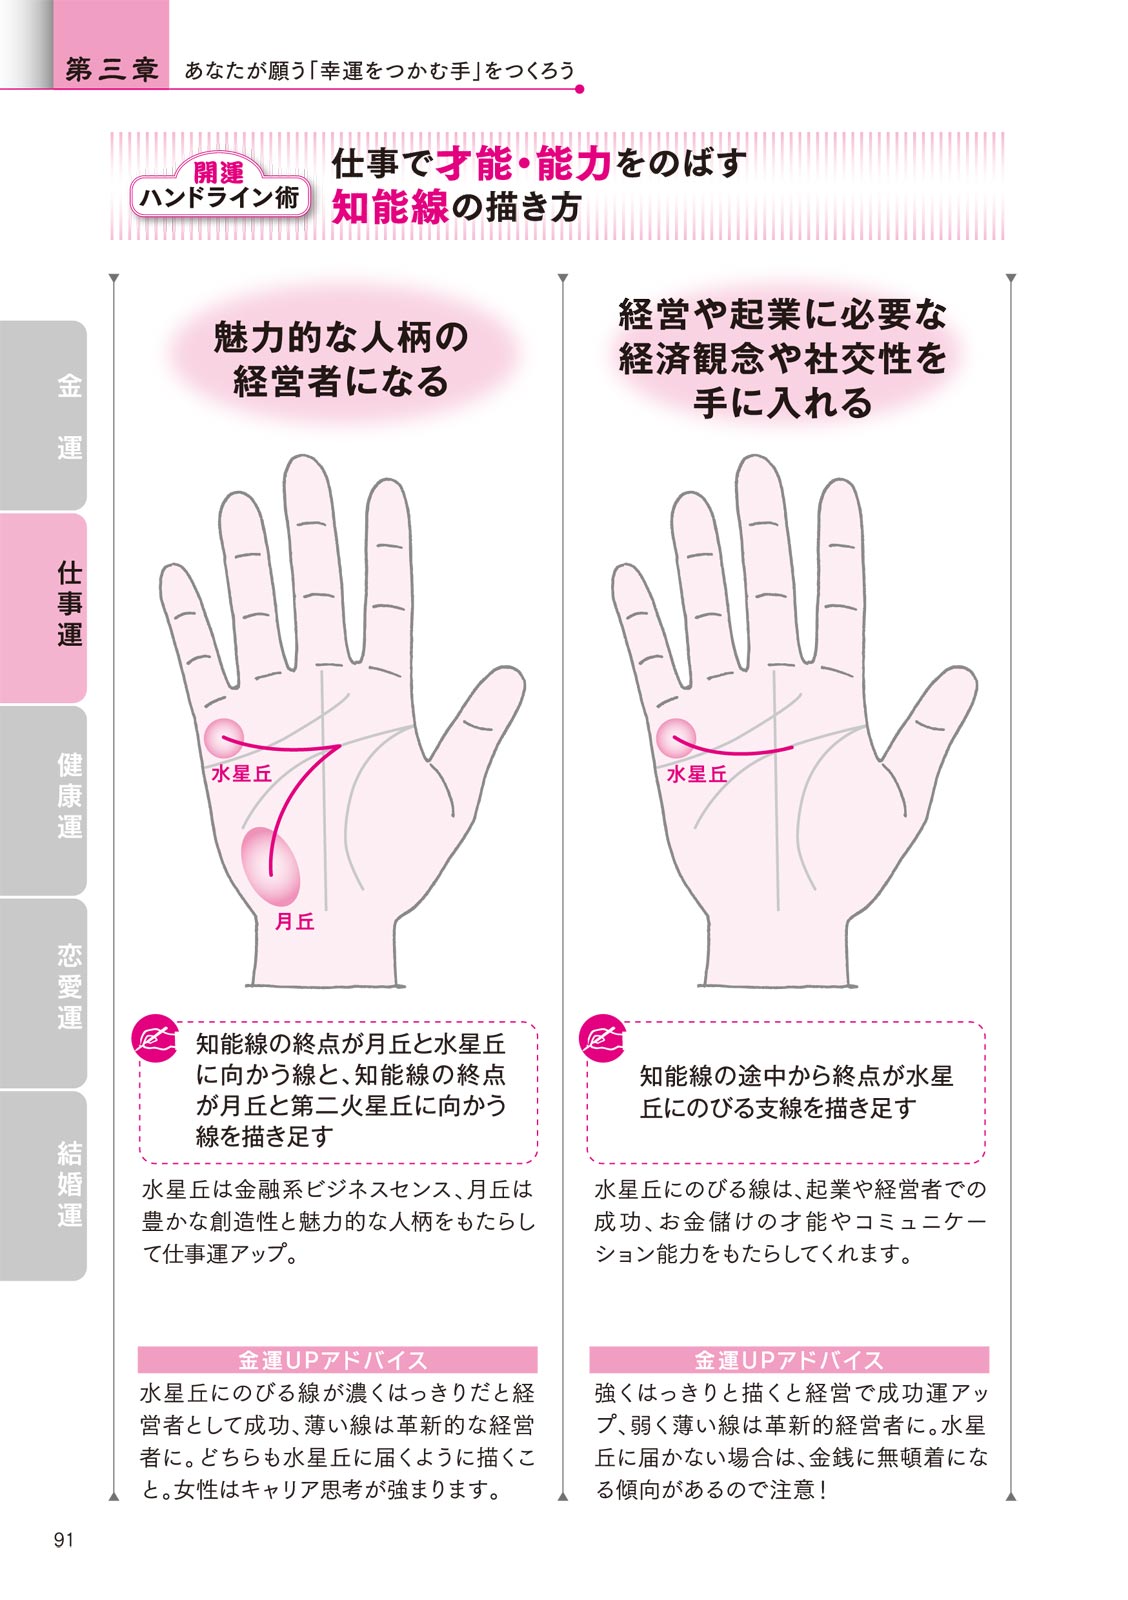 第三章 あなたが願う「幸運をつかむ手」をつくろう
開運
ハンドライン術
仕事で才能・能力をのばす
知能線の描き方
金運
仕事運
健康運
恋愛運
結婚運
魅力的な人柄の
経営者になる
水星丘
月丘
知能線の終点が月丘と水星丘
に向かう線と、知能線の終点
が月丘と第二火星丘に向かう
線を描き足す
水星丘は金融系ビジネスセンス、月丘は
豊かな創造性と魅力的な人柄をもたらし
て仕事運アップ。
金運UPアドバイス
水星丘にのびる線が濃くはっきりだと経
営者として成功、薄い線は革新的な経営
者に。どちらも水星丘に届くように描くこ
と。女性はキャリア思考が強まります。
経営や起業に必要な
経済観念や社交性を
手に入れる
水星丘
知能線の途中から終点が水星
丘にのびる支線を描き足す
水星丘にのびる線は、起業や経営者での
成功、お金儲けの才能やコミュニケー
ション能力をもたらしてくれます。
金運UPアドバイス
強くはっきりと描くと経営で成功運アッ
プ、弱く薄い線は革新的経営者に。水星
丘に届かない場合は、金銭に無頓着にな
る傾向があるので注意！
91